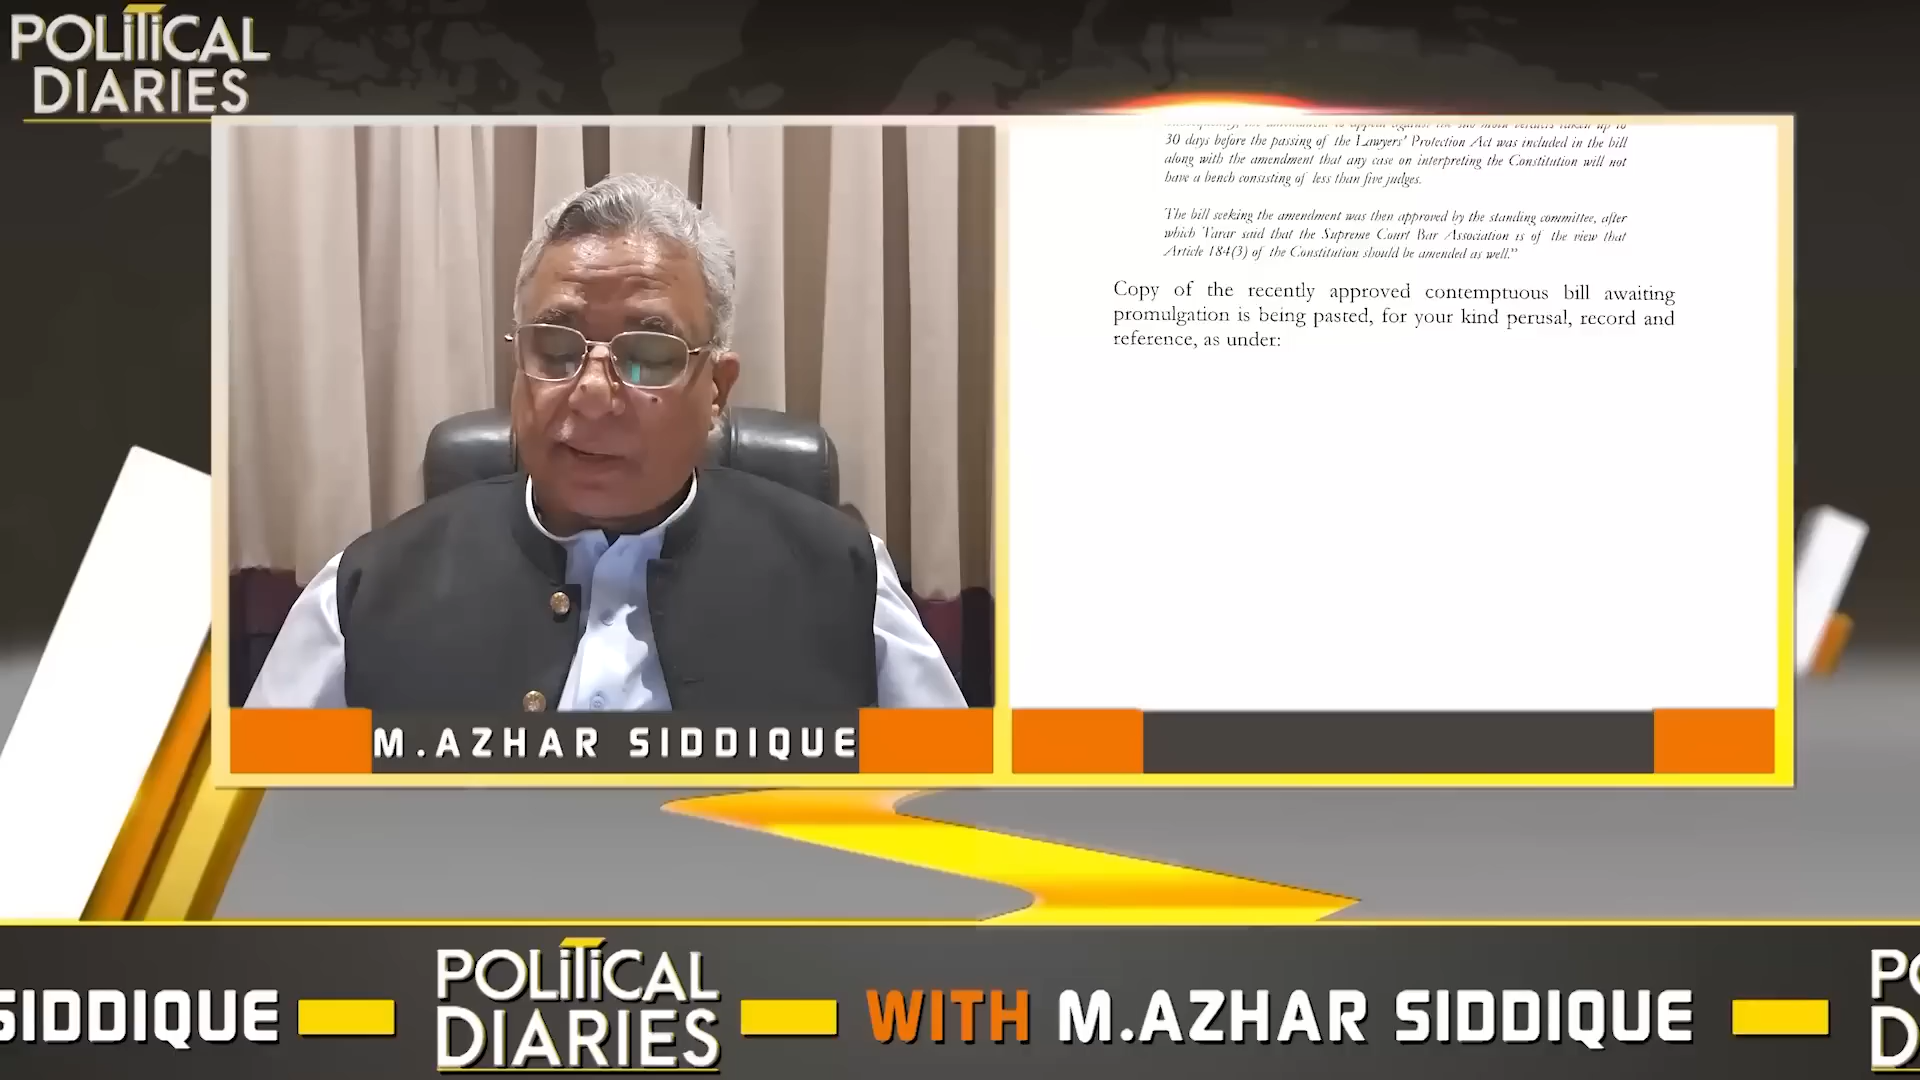 POLITICAL
DIARIES
30 days before the passing of the Lawyers' Protection Act was included in the bill
along with the amendment that any case on interpreting the Constitution will not
have a bench consisting of less than five judges.
The bill seeking the amendment was then approved by the standing committee, after
which Tarar said that the Supreme Court Bar Association is of the view that
Article 184(3) of the Constitution should be amended as well."
Copy of the recently approved contemptuous bill awaiting
promulgation is being pasted, for your kind perusal, record and
reference, as under:
M.AZHAR SIDDIQUE
SIDDIQUE
POLITICAL
DIARIES
WITH M.AZHAR SIDDIQUE